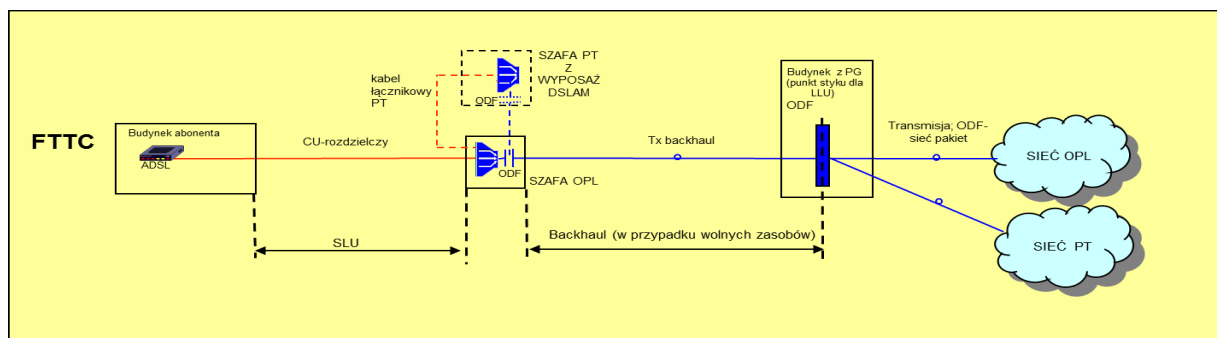 FTTC
Budynek abonenta
ADSL
CU-rozdzielczy
kabel
łącznikowy
PT
SZAFA PT
Z
WYPOSAŻ
DSLAM
ODF
ODF
SZAFA OPL
Tx backhaul
Budynek z PG
(punkt styku dla
LLU)
ODF
Transmisja; ODF-
sieć pakiet
SIEĆ OPL
SIEĆ PT
SLU
Backhaul (w przypadku wolnych zasobów)